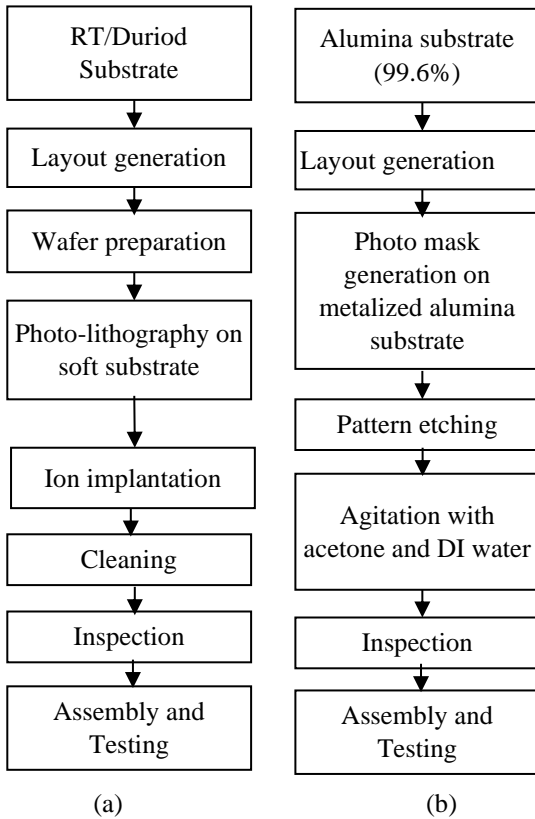 RT/Duriod
Substrate
Layout generation
Wafer preparation
Photo-lithography on
soft substrate
Ion implantation
Cleaning
Inspection
Assembly and
Testing
(a)
Alumina substrate
(99.6%)
Layout generation
Photo mask
generation on
metalized alumina
substrate
Pattern etching
Agitation with
acetone and DI water
Inspection
Assembly and
Testing
(b)